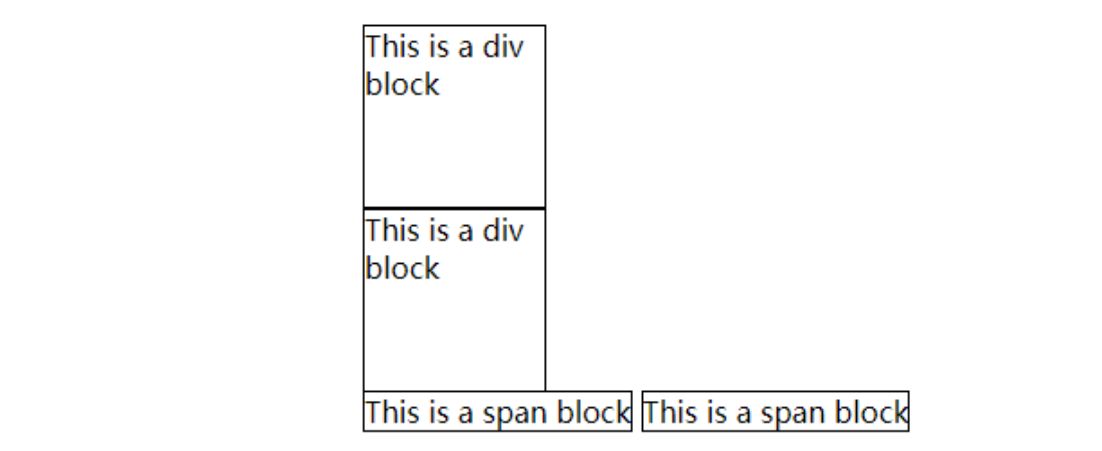 This is a div
block
This is a div
block
This is a span block This is a span block